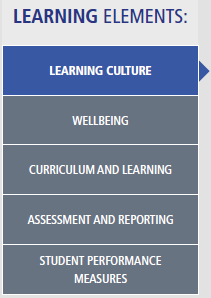 LEARNING ELEMENTS:
LEARNING CULTURE
WELLBEING
CURRICULUM AND LEARNING
ASSESSMENT AND REPORTING
STUDENT PERFORMANCE
MEASURES